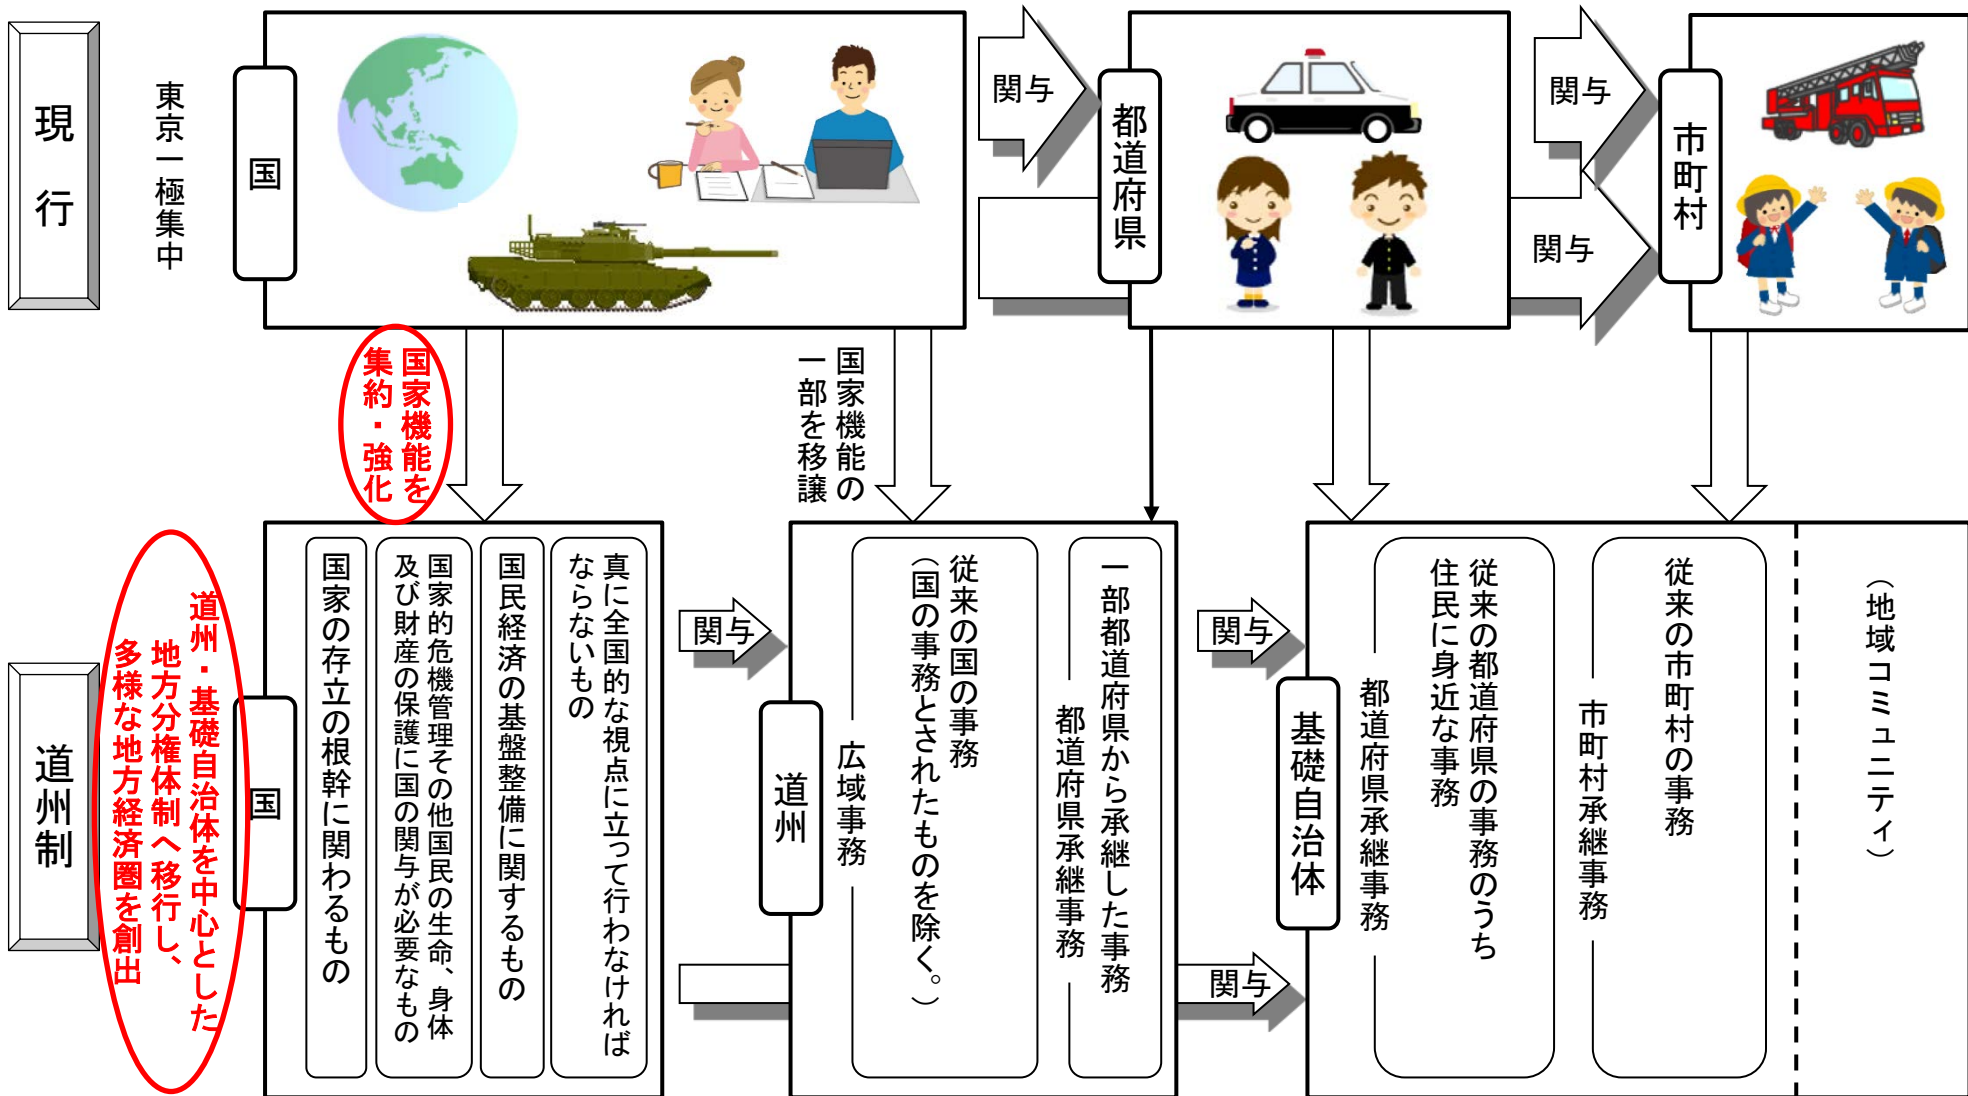 現行
東京一極集中
国
関与
都道府県
関与
関与
市町村
国家機能を
集約・強化
国家機能の
一部を移譲
道州制
道州・基礎自治体を中心とした
地方分権体制へ移行し、
多様な地方経済圏を創出
国
国家の存立の根幹に関わるもの
国家的危機管理その他国民の生命、身体
及び財産の保護に国の関与が必要なもの
国民経済の基盤整備に関するもの
真に全国的な視点に立って行わなければ
ならないもの
関与
道州
広域事務
従来の国の事務
（国の事務とされたものを除く。）
都道府県承継事務
一部都道府県から承継した事務
関与
関与
基礎自治体
都道府県承継事務
従来の都道府県の事務のうち
住民に身近な事務
市町村承継事務
従来の市町村の事務
（地域コミュニティ）